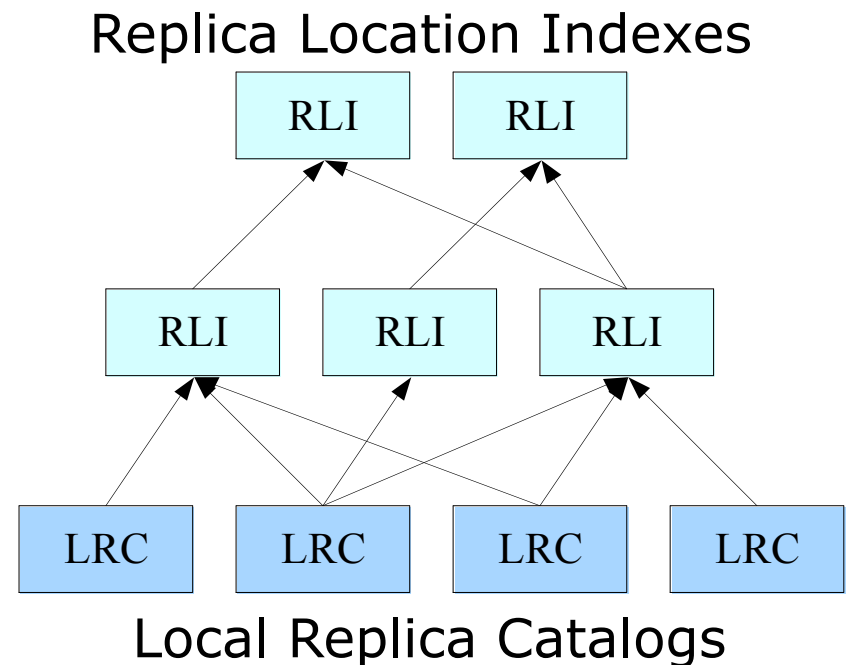 Replica Location Indexes
RLI RLI
RLI RLI RLI
LRC LRC LRC LRC
Local Replica Catalogs